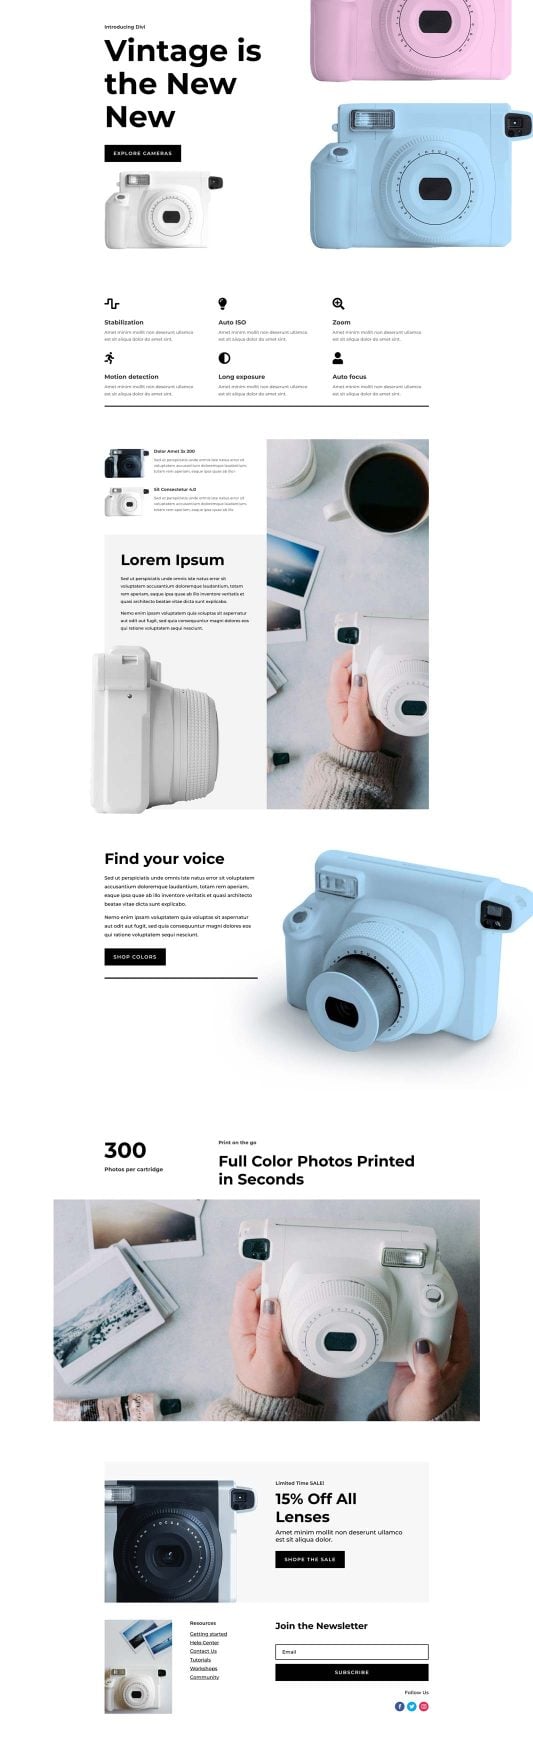 Introducing Divi
Vintage is
the New
New
EXPLORE CAMERAS
Stabilization
Amet minim mollit non deserunt ullamco
est sit aliqua dolor do amet sint.
Auto ISO
Amet minim mollit non deserunt ullamco
est sit aliqua dolor do amet sint.
Zoom
Amet minim mollit non deserunt ullamco
est sit aliqua dolor do amet sint.
Motion detection
Amet minim mollit non deserunt ullamco
est sit aliqua dolor do amet sint.
Long exposure
Amet minim mollit non deserunt ullamco
est sit aliqua dolor do amet sint.
Auto focus
Amet minim mollit non deserunt ullamco
est sit aliqua dolor do amet sint.
Dolor Amet 3x 200
Sed ut perspiciatis unde omnis iste natus error sit
voluptatem accusantium doloremque laudantium,
totam rem aperiam, eaque ipsa quae ab illo
Sit Consectetur 4.0
Sed ut perspiciatis unde omnis iste natus error sit
voluptatem accusantium doloremque laudantium,
totam rem aperiam, eaque ipsa quae ab illo
Lorem Ipsum
Sed ut perspiciatis unde omnis iste natus error sit
voluptatem accusantium doloremque laudantium, totam
rem aperiam, eaque ipsa quae ab illo inventore veritatis et
quasi architecto beatae vitae dicta sunt explicabo.
Nemo enim ipsam voluptatem quia voluptas sit aspernatur
aut odit aut fugit, sed quia consequuntur magni dolores eos
qui ratione voluptatem sequi nesciunt.
Find your voice
Sed ut perspiciatis unde omnis iste natus error sit voluptatem
accusantium doloremque laudantium, totam rem aperiam,
eaque ipsa quae ab illo inventore veritatis et quasi architecto
beatae vitae dicta sunt explicabo.
Nemo enim ipsam voluptatem quia voluptas sit aspernatur
aut odit aut fugit, sed quia consequuntur magni dolores eos
qui ratione voluptatem sequi nesciunt.
SHOP COLORS
300
Photos per cartridge
Print on the go
Full Color Photos Printed
in Seconds
Limited Time SALE!
15% Off All
Lenses
Amet minim mollit non deserunt ullamco
est sit aliqua dolor.
SHOPE THE SALE
Resources
Getting started
Help Center
Contact Us
Tutorials
Workshops
Community
Join the Newsletter
Email
SUBSCRIBE
Follow Us